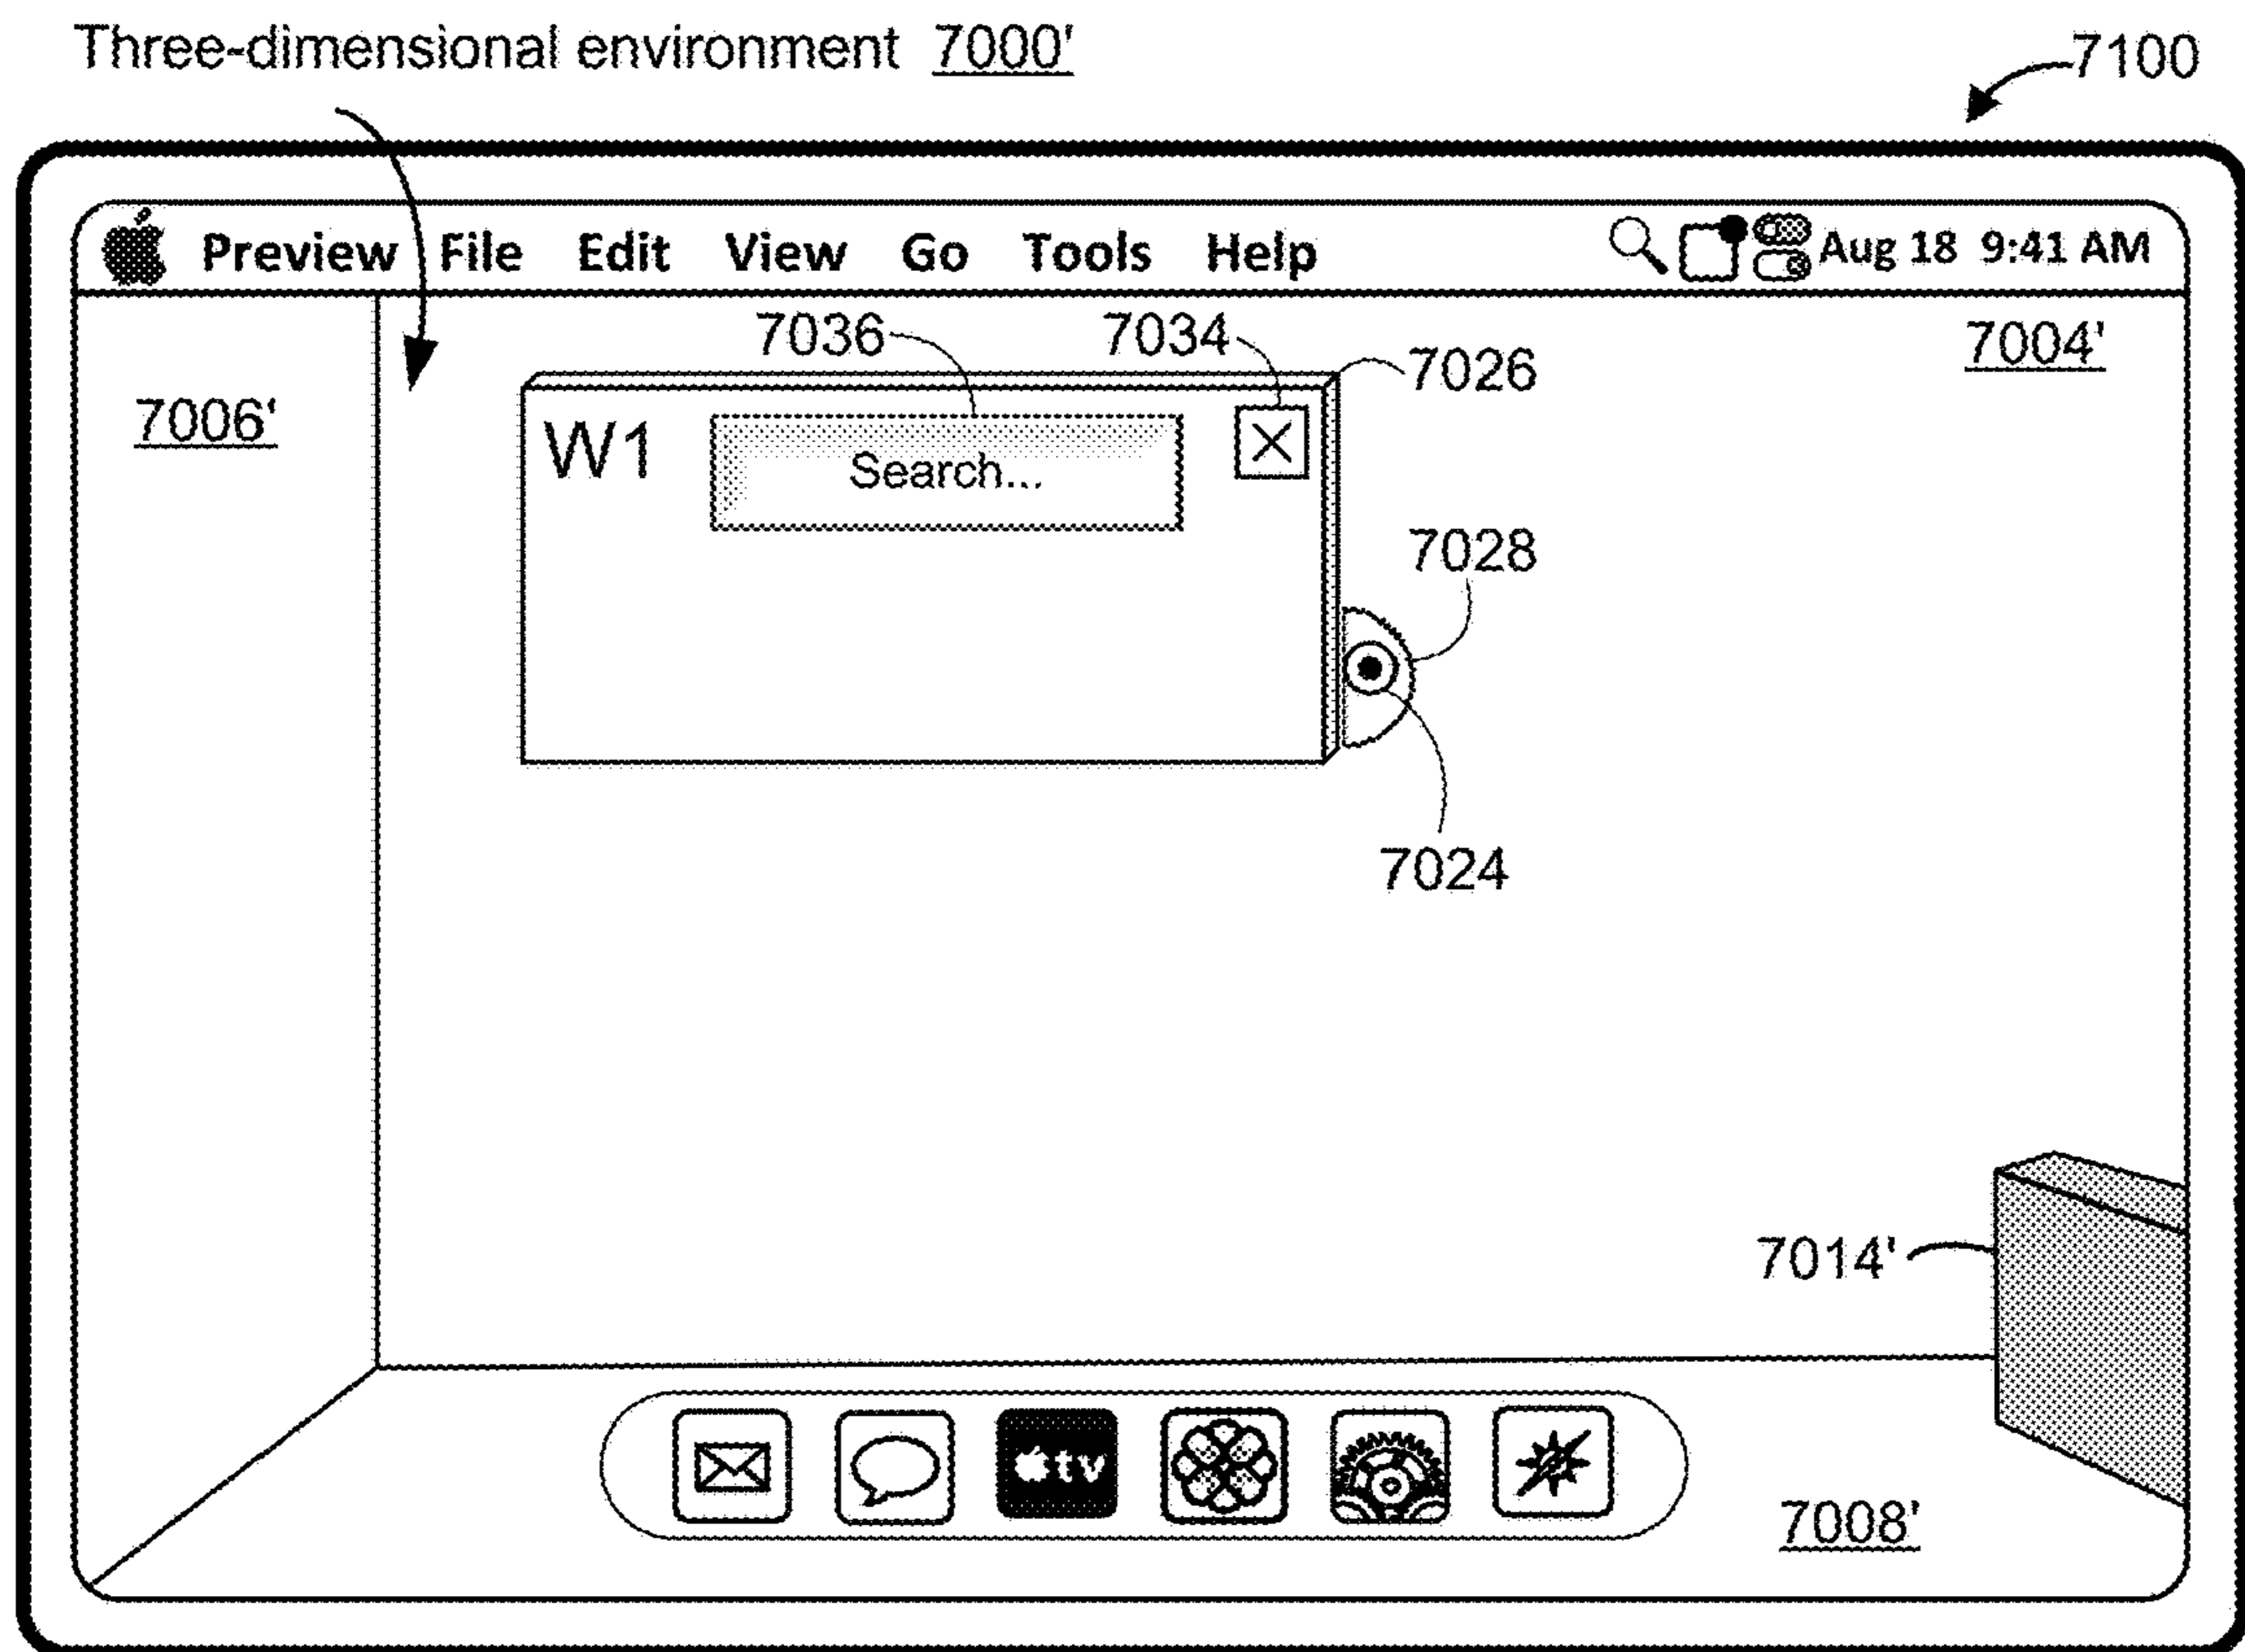 Three-dimensional environment 7000'
7100
Preview File Edit View Go Tools Help Aug 18 9:41 AM
7036
7034
7026
7004'
7006'
W1
Search...
7028
7024
7014'
tv
7008'